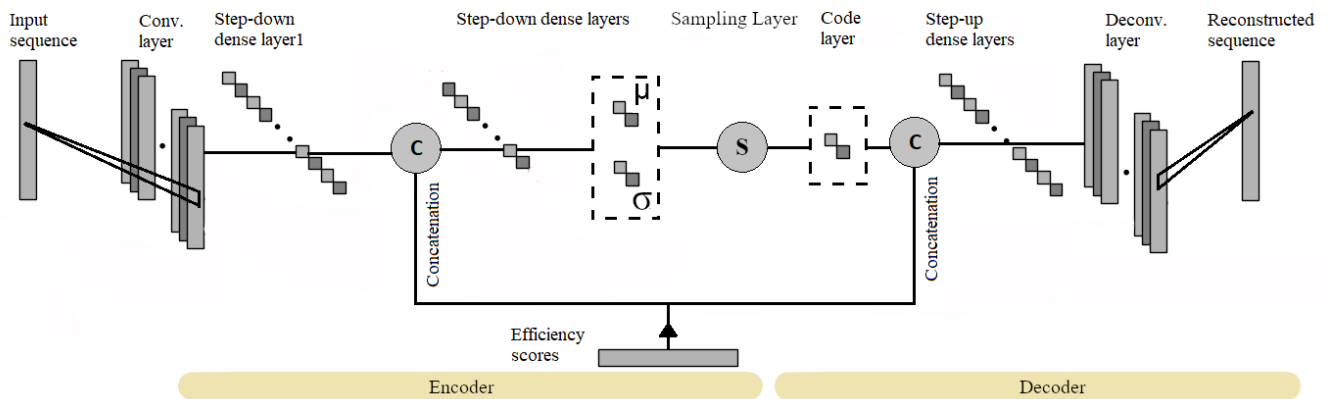 Input
sequence
Conv.
layer
Step-down
dense layer1
Step-down dense layers
Sampling Layer
Code
layer
Step-up
dense layers
Deconv.
layer
Reconstructed
sequence
μ
σ
C
S
C
Concatenation
Concatenation
Efficiency
scores
Encoder
Decoder